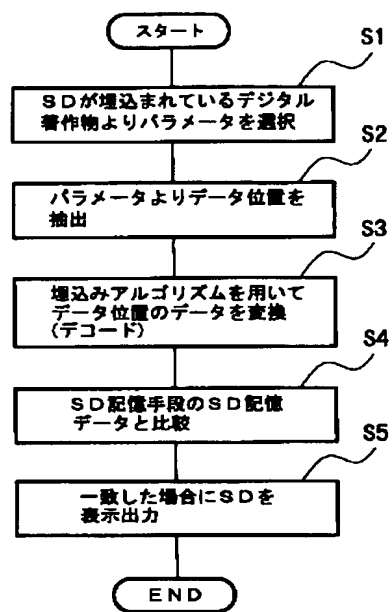 スタート
S1
SDが埋込まれているデジタル
著作物よりパラメータを選択
S2
パラメータよりデータ位置を
抽出
S3
埋込みアルゴリズムを用いて
データ位置のデータを変換
(デコード)
S4
SD記憶手段のSD記憶
データと比較
S5
一致した場合にSDを
表示出力
END